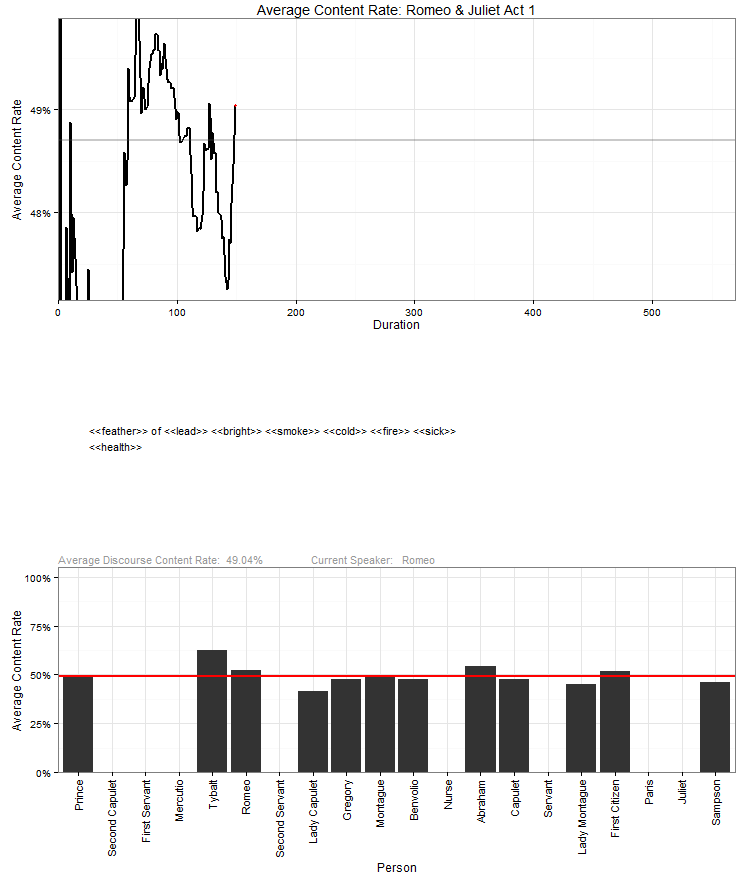 Average Content Rate: Romeo & Juliet Act 1
Average Content Rate
49%
48%
0 100 200 300 400 500
Duration
<<feather>> of <<lead>> <<bright>> <<smoke>> <<cold>> <<fire>> <<sick>>
<<health>>
Average Discourse Content Rate: 49.04% Current Speaker: Romeo
Average Content Rate
100%
75%
50%
25%
0%
Prince
Second Capulet
First Servant
Mercutio
Tybalt
Romeo
Second Servant
Lady Capulet
Gregory
Montague
Benvolio
Nurse
Abraham
Capulet
Servant
Lady Montague
First Citizen
Paris
Juliet
Sampson
Person